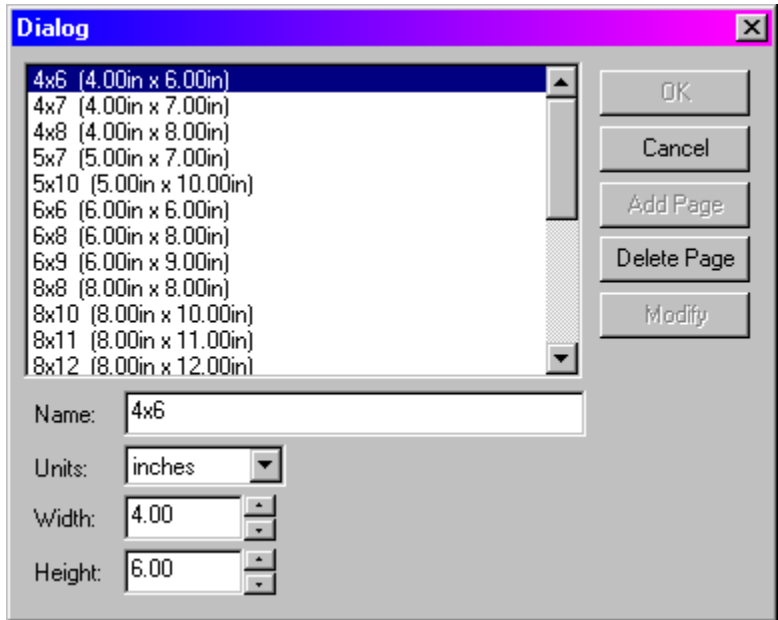 Dialog
4x6 (4.00in x 6.00in)
4x7 (4.00in x 7.00in)
4x8 (4.00in x 8.00in)
5x7 (5.00in x 7.00in)
5x10 (5.00in x 10.00in)
6x6 (6.00in x 6.00in)
6x8 (6.00in x 8.00in)
6x9 (6.00in x 9.00in)
8x8 (8.00in x 8.00in)
8x10 (8.00in x 10.00in)
8x11 (8.00in x 11.00in)
8x12 (8.00in x 12.00in)
OK
Cancel
Add Page
Delete Page
Modify
Name: 4x6
Units: inches
Width: 4.00
Height: 6.00